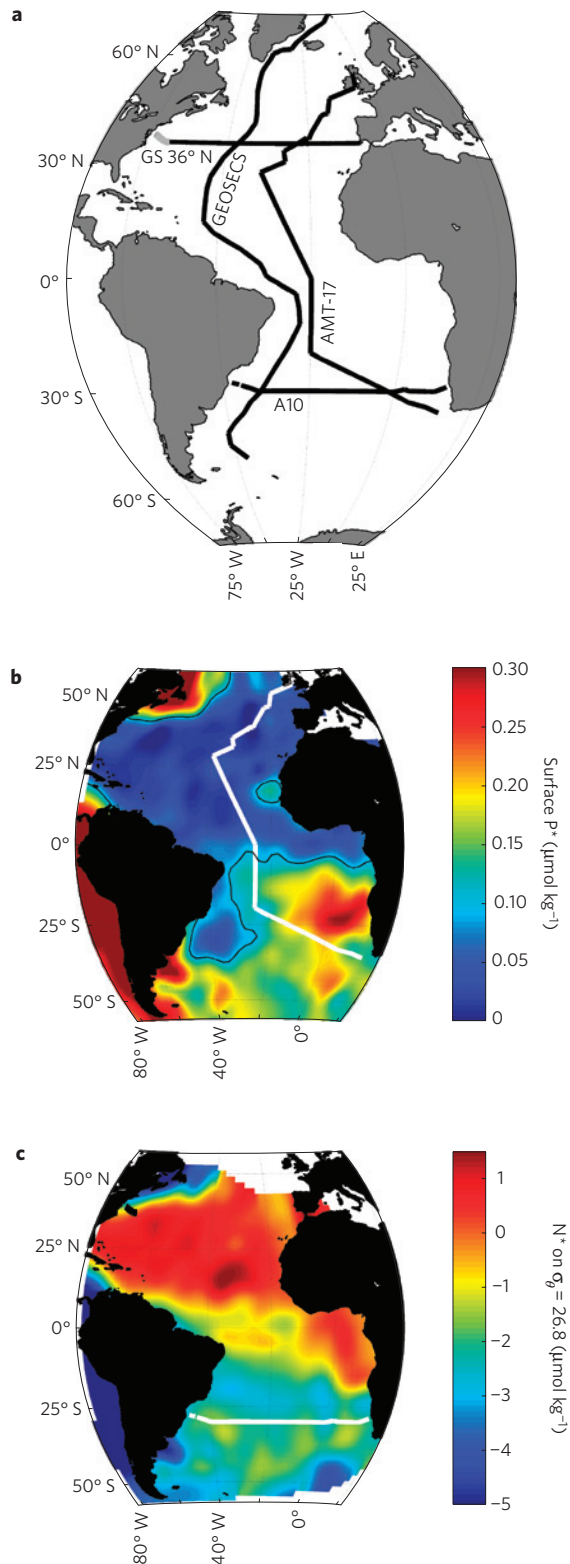 a
60° N
30° N
0°
30° S
60° S
GS 36° N
GEOSECS
AMT-17
A10
75° W
25° W
25° E
b
50° N
25° N
0°
25° S
50° S
80° W
40° W
0°
0.30
0.25
0.20
0.15
0.10
0.05
0
Surface P* (µmol kg⁻¹)
c
50° N
25° N
0°
25° S
50° S
80° W
40° W
0°
1
0
−1
−2
−3
−4
−5
N* on σθ = 26.8 (µmol kg⁻¹)